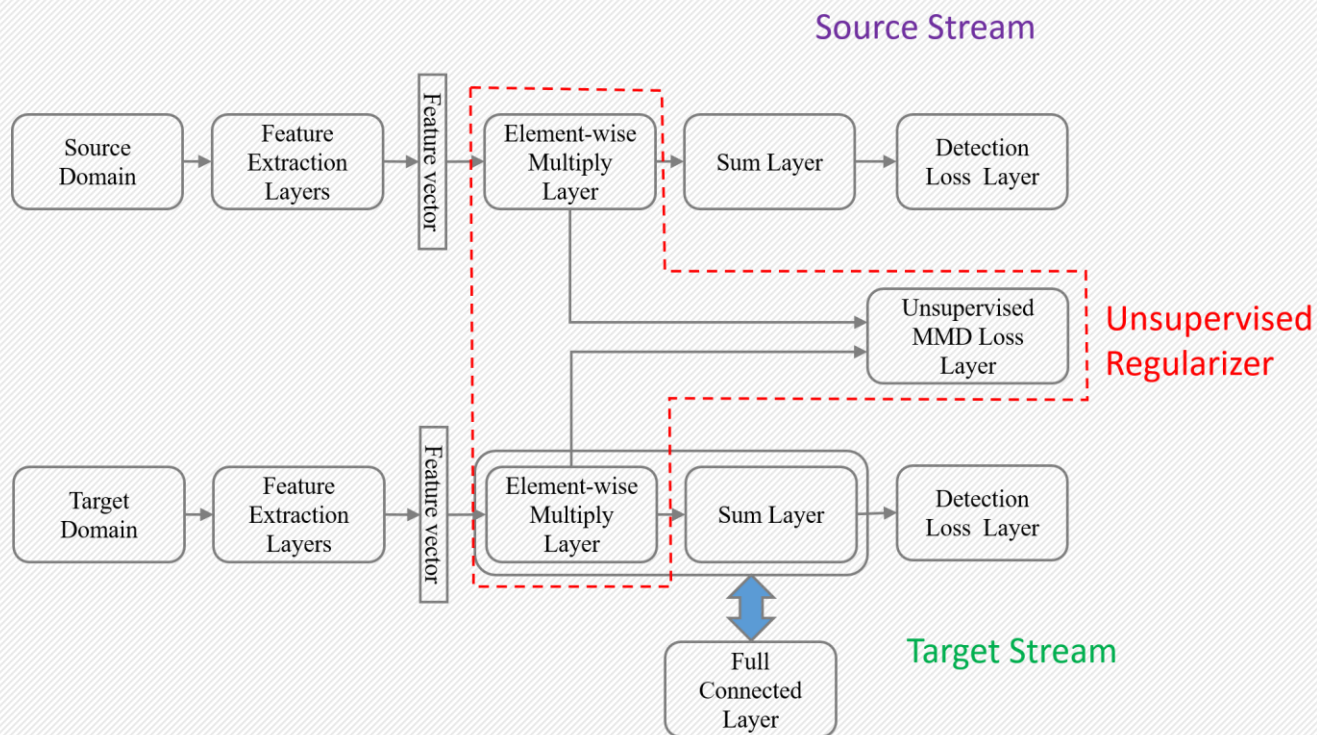 Source Stream
Source
Domain
Feature
Extraction
Layers
Feature vector
Element-wise
Multiply
Layer
Sum Layer
Detection
Loss Layer
Unsupervised
MMD Loss
Layer
Unsupervised
Regularizer
Target
Domain
Feature
Extraction
Layers
Feature vector
Element-wise
Multiply
Layer
Sum Layer
Detection
Loss Layer
Target Stream
Full
Connected
Layer